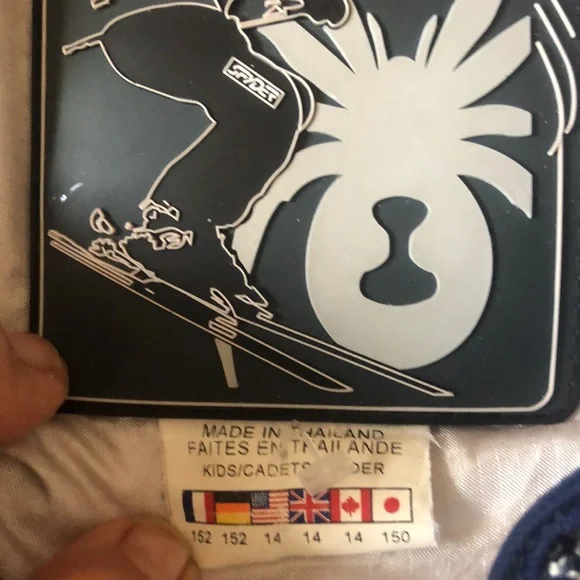 SPYDER
MADE IN THAILAND
FAITES EN THAILANDE
KIDS/CADETS
152 152 14 14 14 150